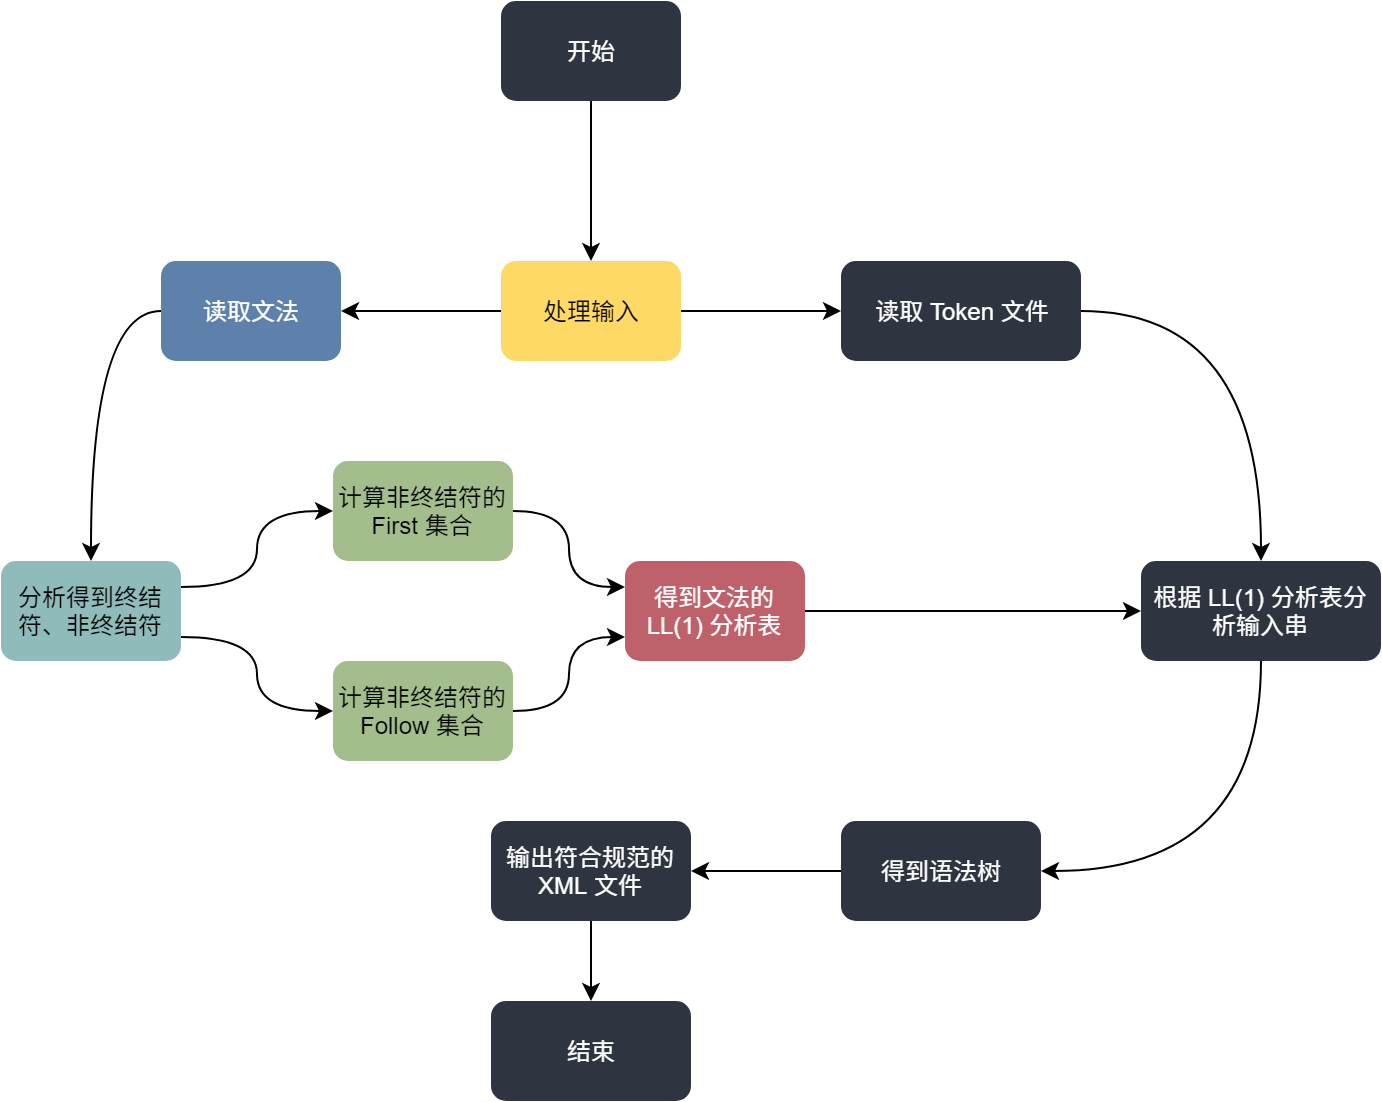 开始
读取文法
处理输入
读取 Token 文件
计算非终结符的
First 集合
分析得到终结
符、非终结符
得到文法的
LL(1) 分析表
根据 LL(1) 分析表分
析输入串
计算非终结符的
Follow 集合
输出符合规范的
XML 文件
得到语法树
结束